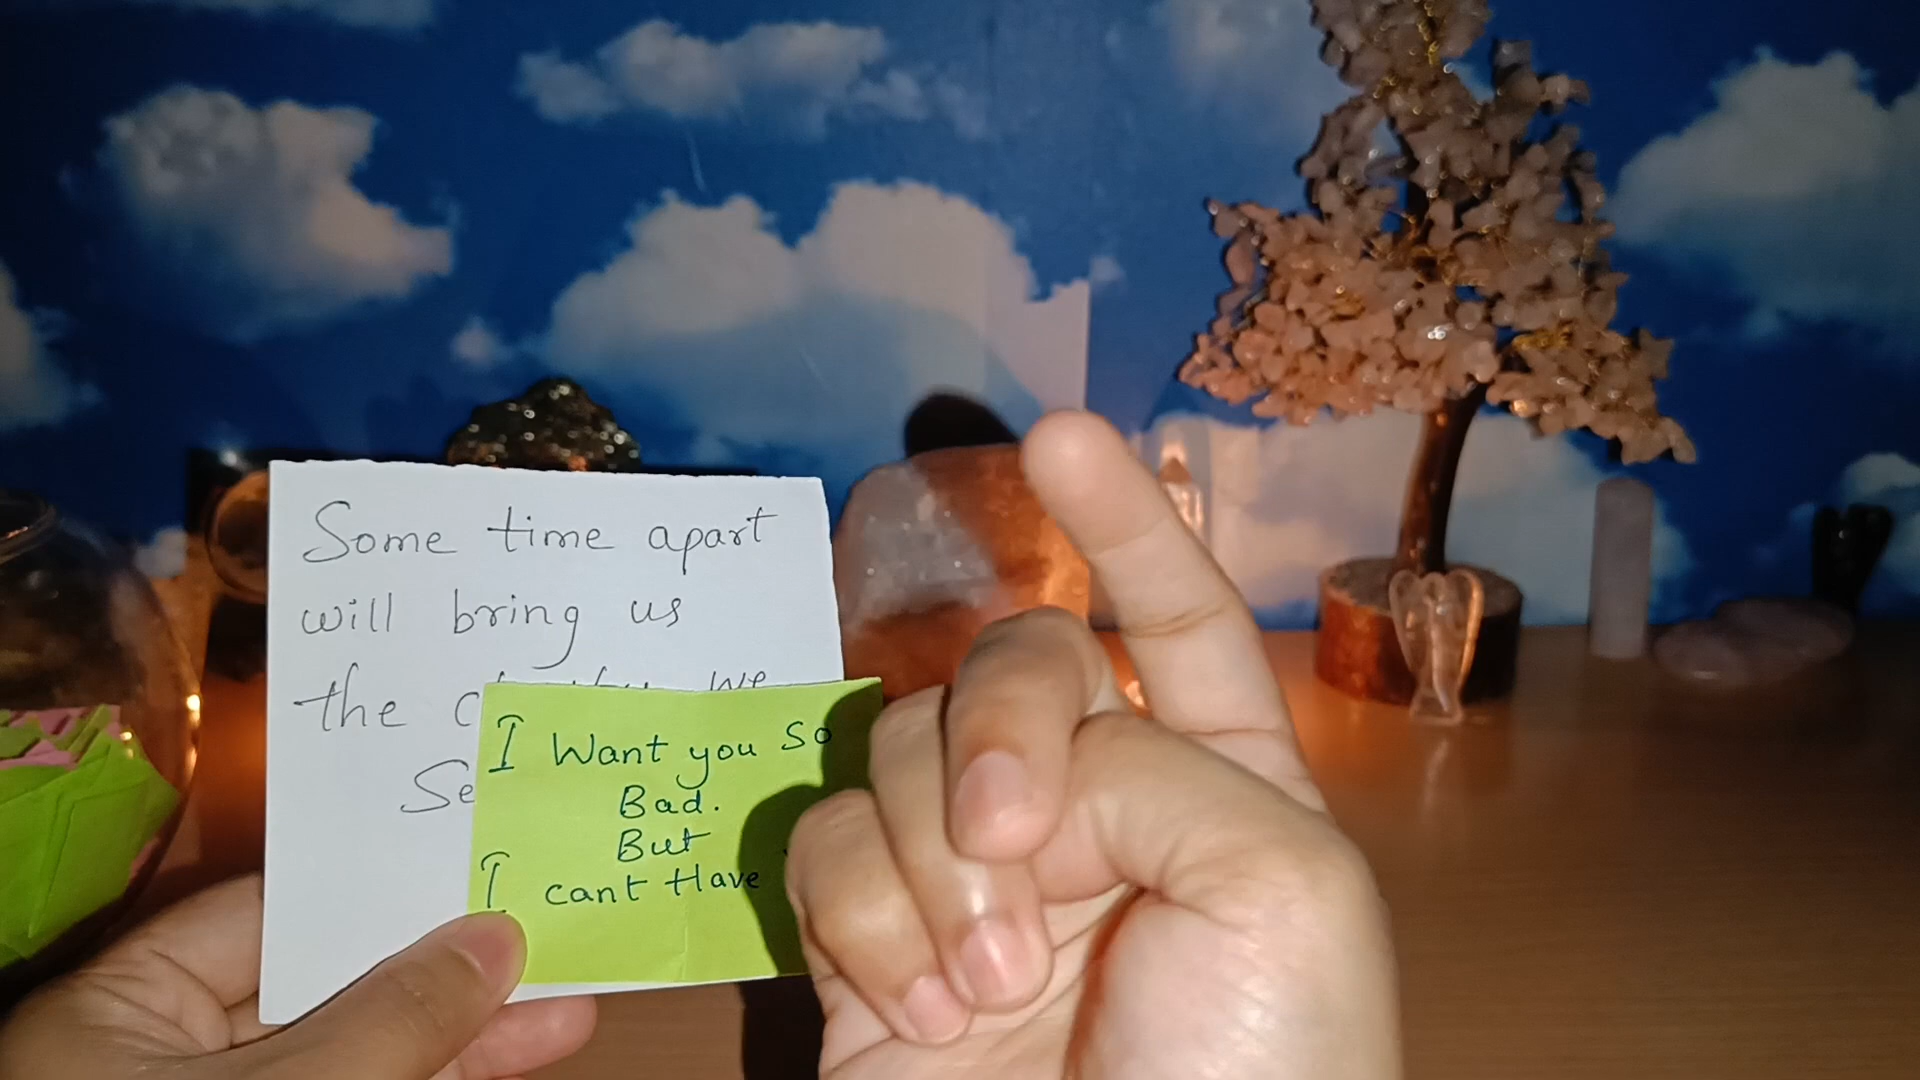 Some time apart
will bring us
the
I Want you So
Bad.
But
I cant Have